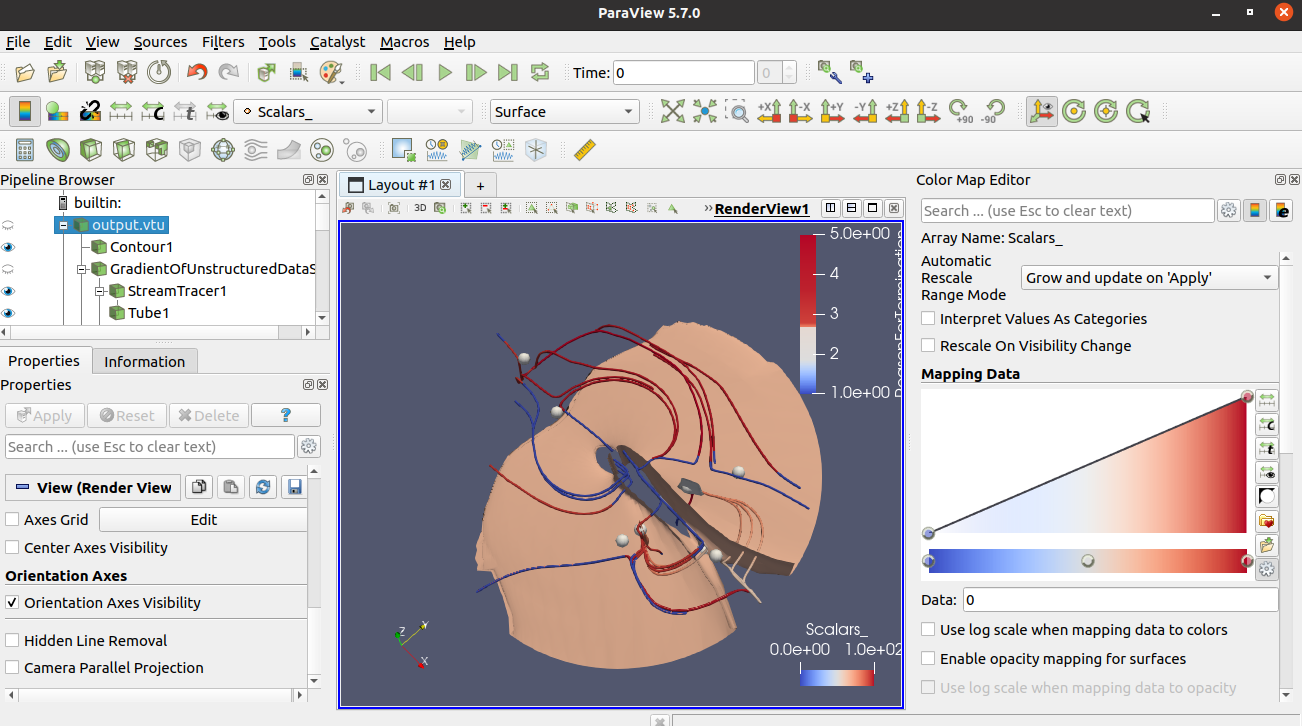 ParaView 5.7.0
File Edit View Sources Filters Tools Catalyst Macros Help
Time: 0 0
Scalars_ Surface +X -X +Y -Y +Z -Z +90 -90
Pipeline Browser
builtin:
output.vtu
Contour1
GradientOfUnstructuredDataS
StreamTracer1
Tube1
Properties Information
Properties
Apply Reset Delete ?
Search ... (use Esc to clear text)
View (Render View
Axes Grid Edit
Center Axes Visibility
Orientation Axes
Orientation Axes Visibility
Hidden Line Removal
Camera Parallel Projection
Layout #1 +
3D » RenderView1
5.0e+00
4
3
2
1.0e+00
ReasonForTermination
Scalars_
0.0e+00 1.0e+02
Z Y
X
Color Map Editor
Search ... (use Esc to clear text)
Array Name: Scalars_
Automatic
Rescale
Range Mode
Grow and update on 'Apply'
Interpret Values As Categories
Rescale On Visibility Change
Mapping Data
Data: 0
Use log scale when mapping data to colors
Enable opacity mapping for surfaces
Use log scale when mapping data to opacity